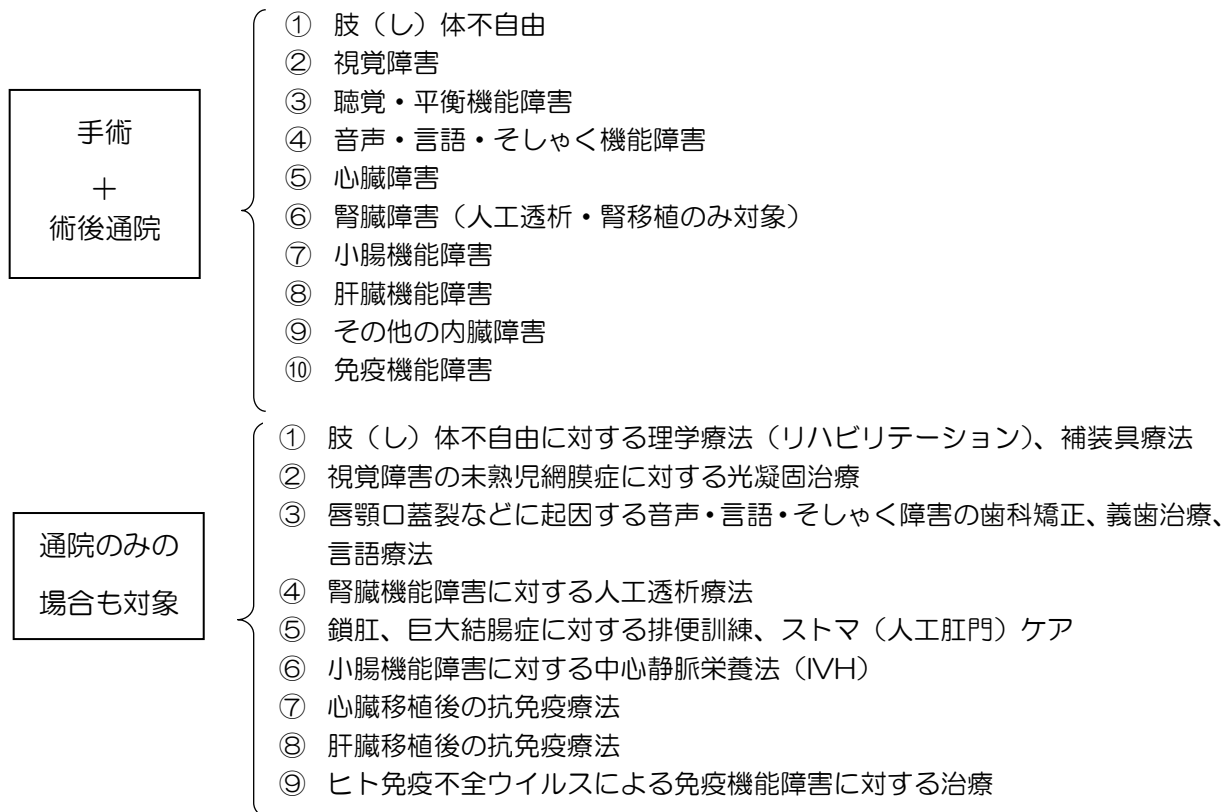 手術
＋
術後通院
① 肢（し）体不自由
② 視覚障害
③ 聴覚・平衡機能障害
④ 音声・言語・そしゃく機能障害
⑤ 心臓障害
⑥ 腎臓障害（人工透析・腎移植のみ対象）
⑦ 小腸機能障害
⑧ 肝臓機能障害
⑨ その他の内臓障害
⑩ 免疫機能障害
通院のみの
場合も対象
① 肢（し）体不自由に対する理学療法（リハビリテーション）、補装具療法
② 視覚障害の未熟児網膜症に対する光凝固治療
③ 唇顎口蓋裂などに起因する音声・言語・そしゃく障害の歯科矯正、義歯治療、
言語療法
④ 腎臓機能障害に対する人工透析療法
⑤ 鎖肛、巨大結腸症に対する排便訓練、ストマ（人工肛門）ケア
⑥ 小腸機能障害に対する中心静脈栄養法（IVH）
⑦ 心臓移植後の抗免疫療法
⑧ 肝臓移植後の抗免疫療法
⑨ ヒト免疫不全ウイルスによる免疫機能障害に対する治療